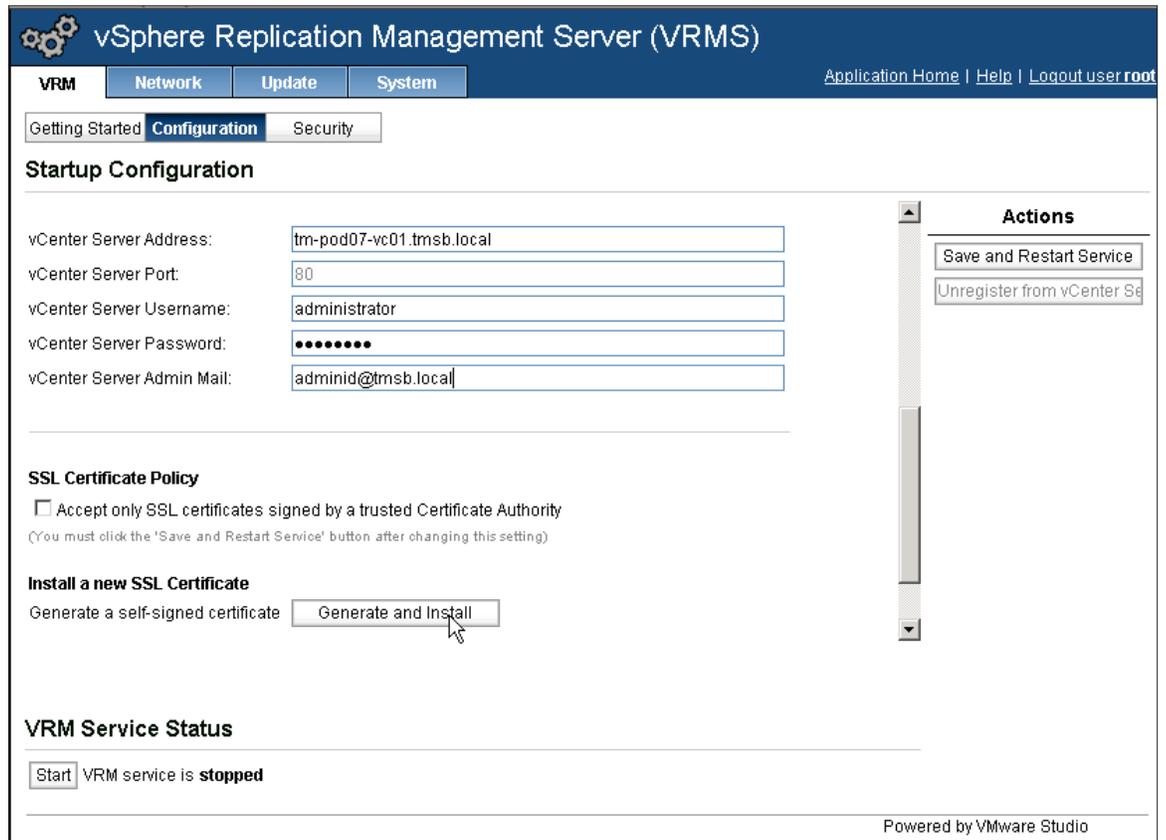 vSphere Replication Management Server (VRMS)
VRM Network Update System
Application Home | Help | Logout user root
Getting Started Configuration Security
Startup Configuration
Actions
vCenter Server Address: tm-pod07-vc01.tmsb.local
Save and Restart Service
vCenter Server Port: 80
Unregister from vCenter Se
vCenter Server Username: administrator
vCenter Server Password: ●●●●●●●●
vCenter Server Admin Mail: adminid@tmsb.local
SSL Certificate Policy
Accept only SSL certificates signed by a trusted Certificate Authority
(You must click the 'Save and Restart Service' button after changing this setting)
Install a new SSL Certificate
Generate a self-signed certificate Generate and Install
VRM Service Status
Start VRM service is stopped
Powered by VMware Studio